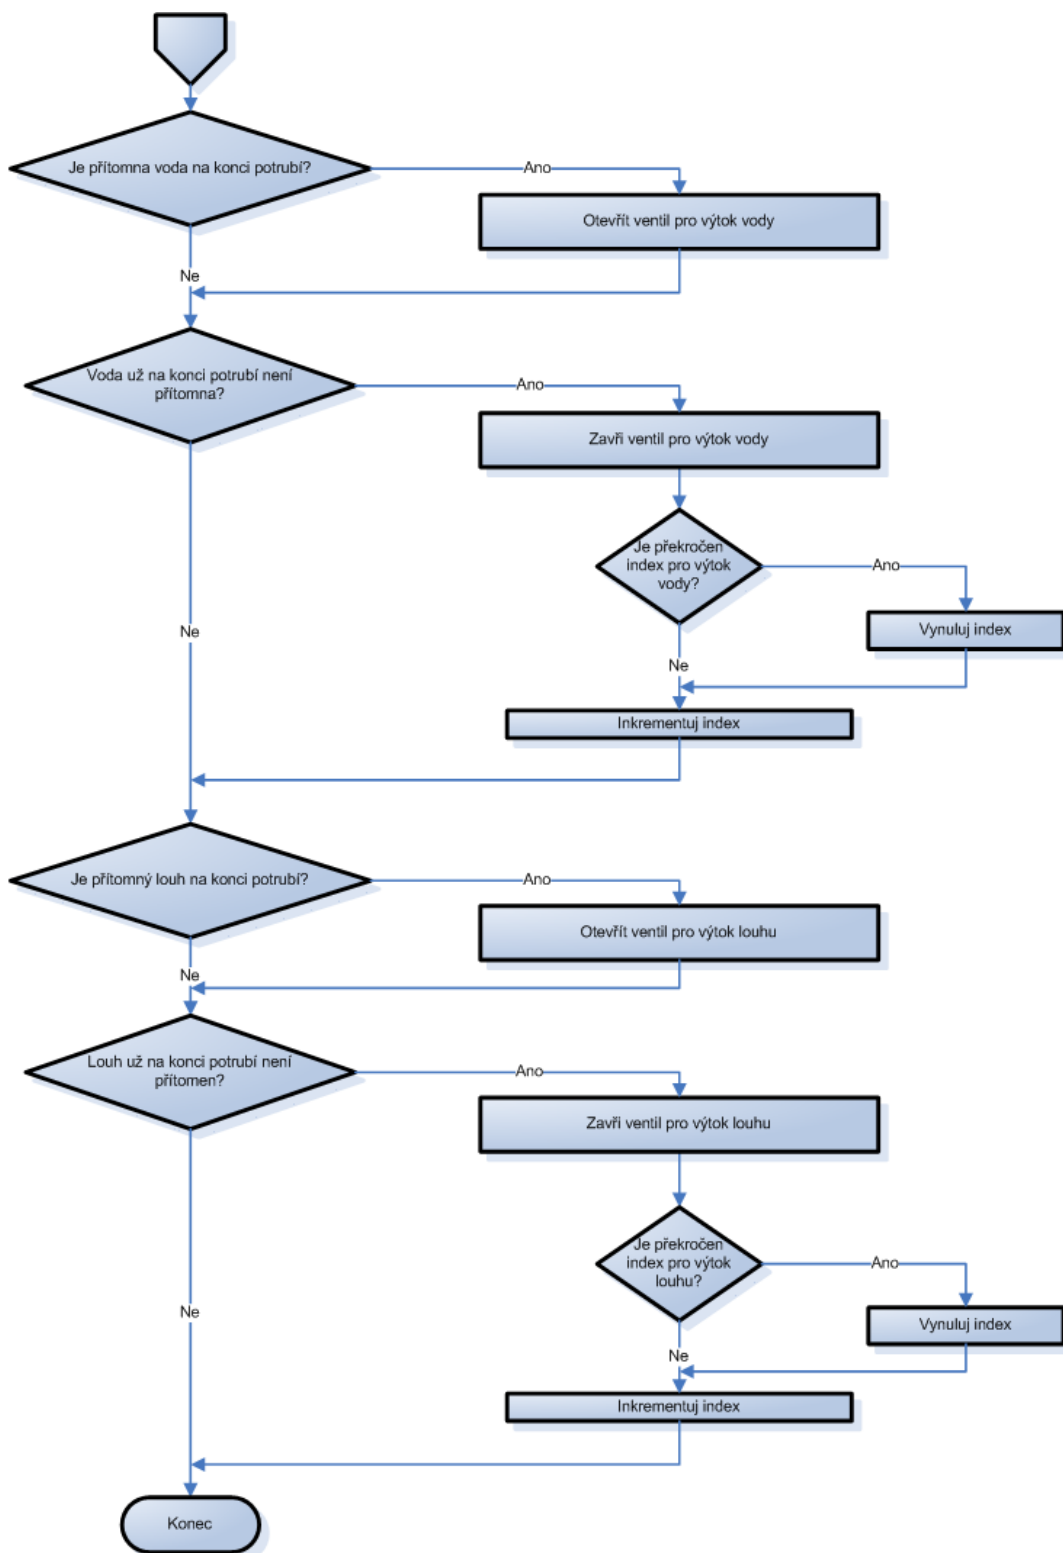 Je přítomna voda na konci potrubí?
Ano
Otevřít ventil pro výtok vody
Ne
Voda už na konci potrubí není
přítomna?
Ano
Zavři ventil pro výtok vody
Je překročen
index pro výtok
vody?
Ano
Vynuluj index
Ne
Ne
Inkrementuj index
Je přítomný louh na konci potrubí?
Ano
Otevřít ventil pro výtok louhu
Ne
Louh už na konci potrubí není
přítomen?
Ano
Zavři ventil pro výtok louhu
Je překročen
index pro výtok
louhu?
Ano
Vynuluj index
Ne
Ne
Inkrementuj index
Konec